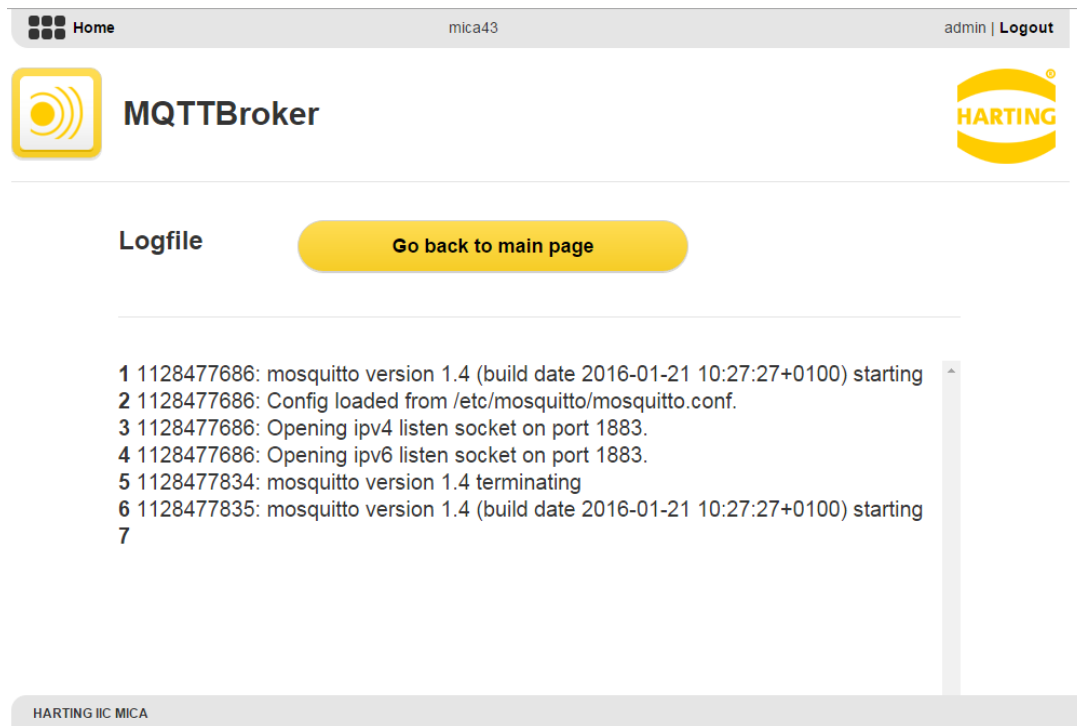 Home mica43 admin | Logout
MQTTBroker
HARTING
®
Logfile Go back to main page
1 1128477686: mosquitto version 1.4 (build date 2016-01-21 10:27:27+0100) starting
2 1128477686: Config loaded from /etc/mosquitto/mosquitto.conf.
3 1128477686: Opening ipv4 listen socket on port 1883.
4 1128477686: Opening ipv6 listen socket on port 1883.
5 1128477834: mosquitto version 1.4 terminating
6 1128477835: mosquitto version 1.4 (build date 2016-01-21 10:27:27+0100) starting
7
HARTING IIC MICA